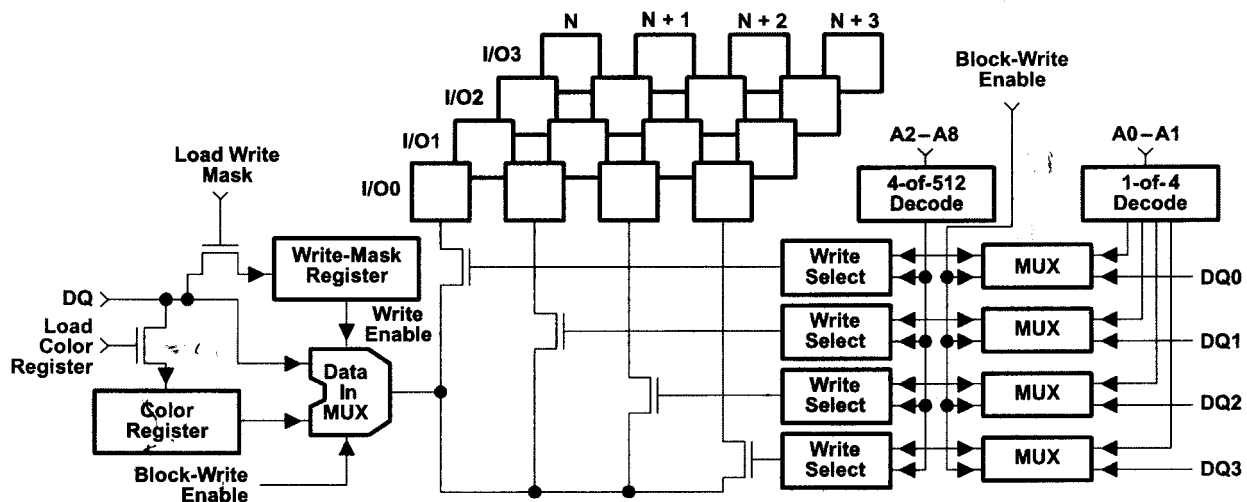 N N + 1 N + 2 N + 3
I/O3
I/O2
I/O1
I/O0
Block-Write
Enable
A2–A8
A0–A1
4-of-512
Decode
1-of-4
Decode
Load Write
Mask
Write-Mask
Register
DQ
Load
Color
Register
Write
Enable
Data
In
MUX
Color
Register
Block-Write
Enable
Write
Select
MUX
DQ0
Write
Select
MUX
DQ1
Write
Select
MUX
DQ2
Write
Select
MUX
DQ3